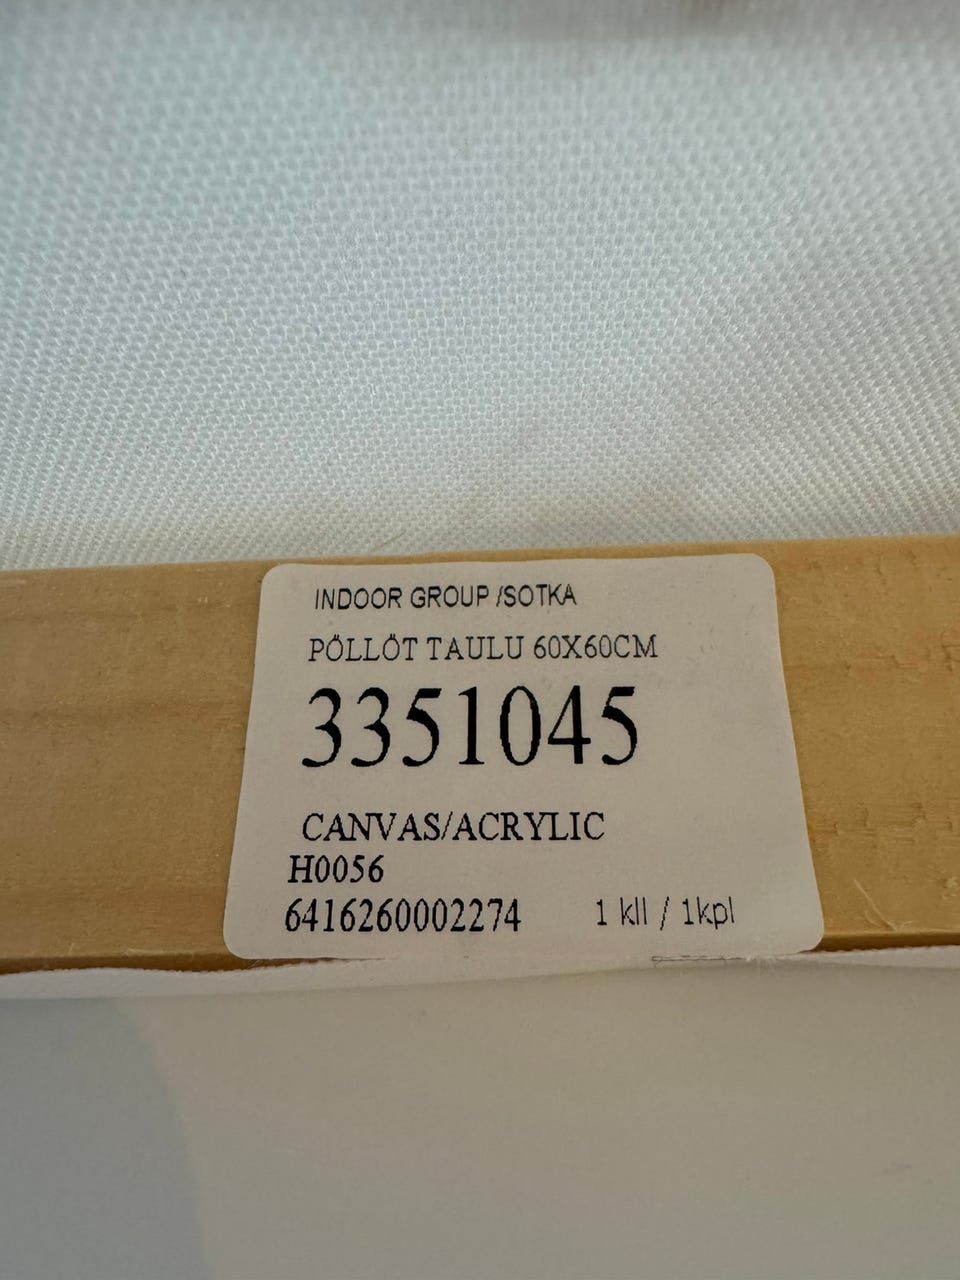 INDOOR GROUP /SOTKA
PÖLLÖT TAULU 60X60CM
3351045
CANVAS/ACRYLIC
H0056
6416260002274 1 kll / 1kpl